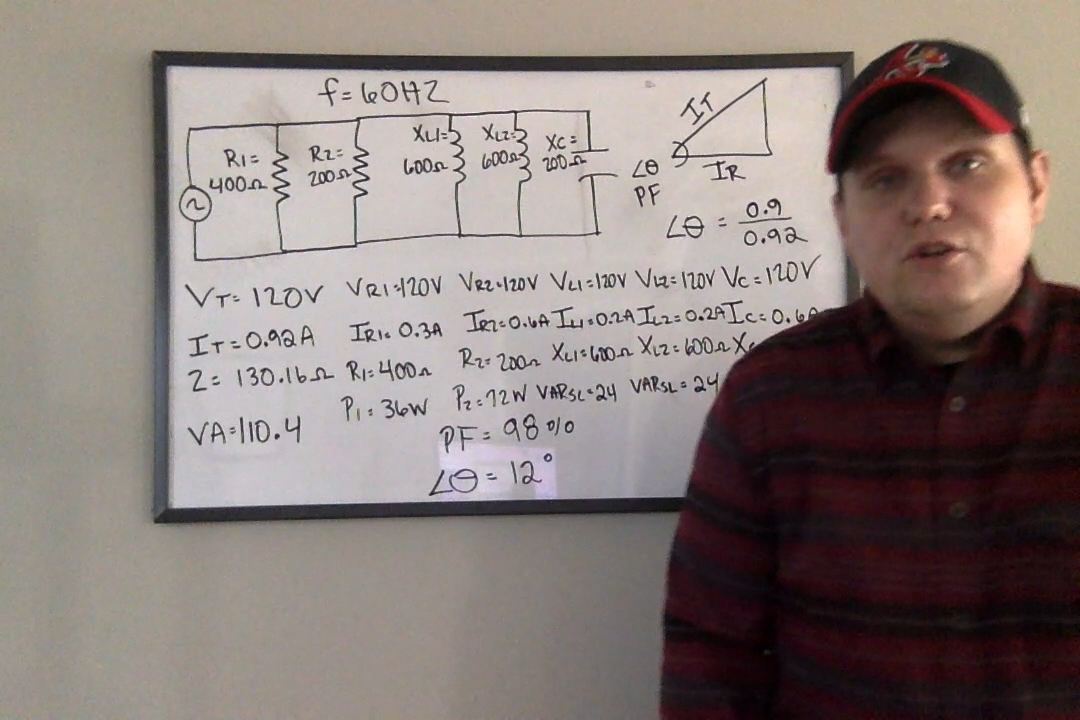 f=60HZ
R1=
400Ω
R2=
200Ω
XL1=
600Ω
XL2=
600Ω
XC=
200Ω
IT
IR
∠θ
PF
∠θ = 0.9
0.92
VT=120V VR1=120V VR2=120V VL1=120V VL2=120V VC=120V
IT=0.92A IR1=0.3A IR2=0.6A IL1=0.2A IL2=0.2A IC=0.6A
Z=130.16Ω R1=400Ω R2=200Ω XL1=600Ω XL2=600Ω
VA=110.4 P1=36W P2=72W VARSL=24 VARSL=24
PF=98%
∠θ=12°